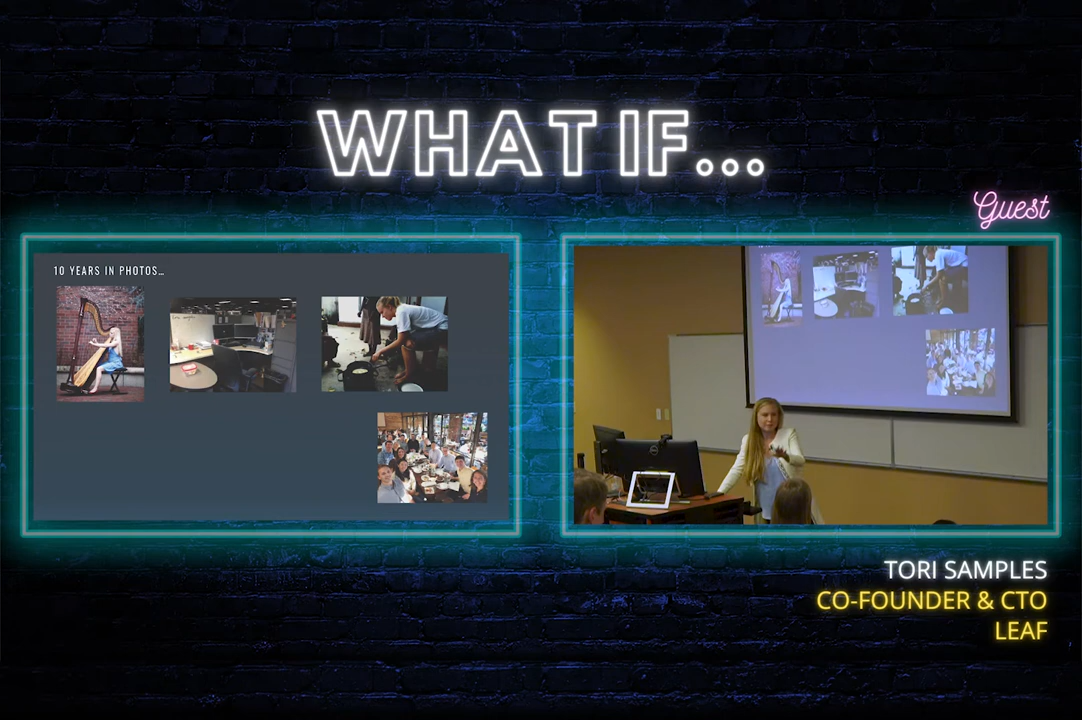 WHAT IF...
Guest
10 YEARS IN PHOTOS...
TORI SAMPLES
CO-FOUNDER & CTO
LEAF